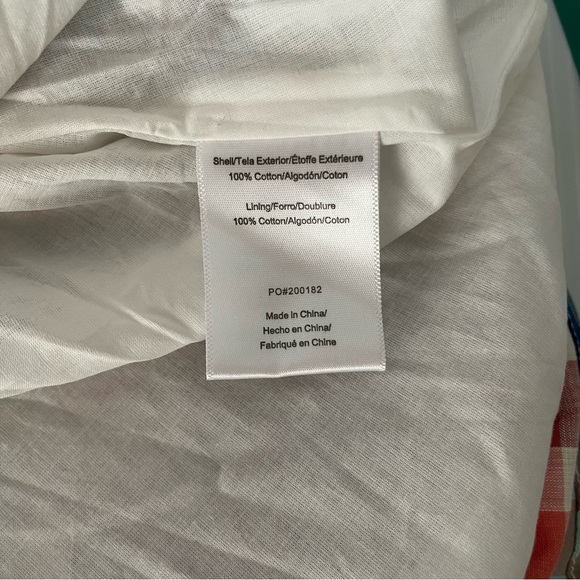 Shell/Tela Exterior/Étoffe Extérieure
100% Cotton/Algodón/Coton
Lining/Forro/Doublure
100% Cotton/Algodón/Coton
PO#200182
Made in China/
Hecho en China/
Fabriqué en Chine